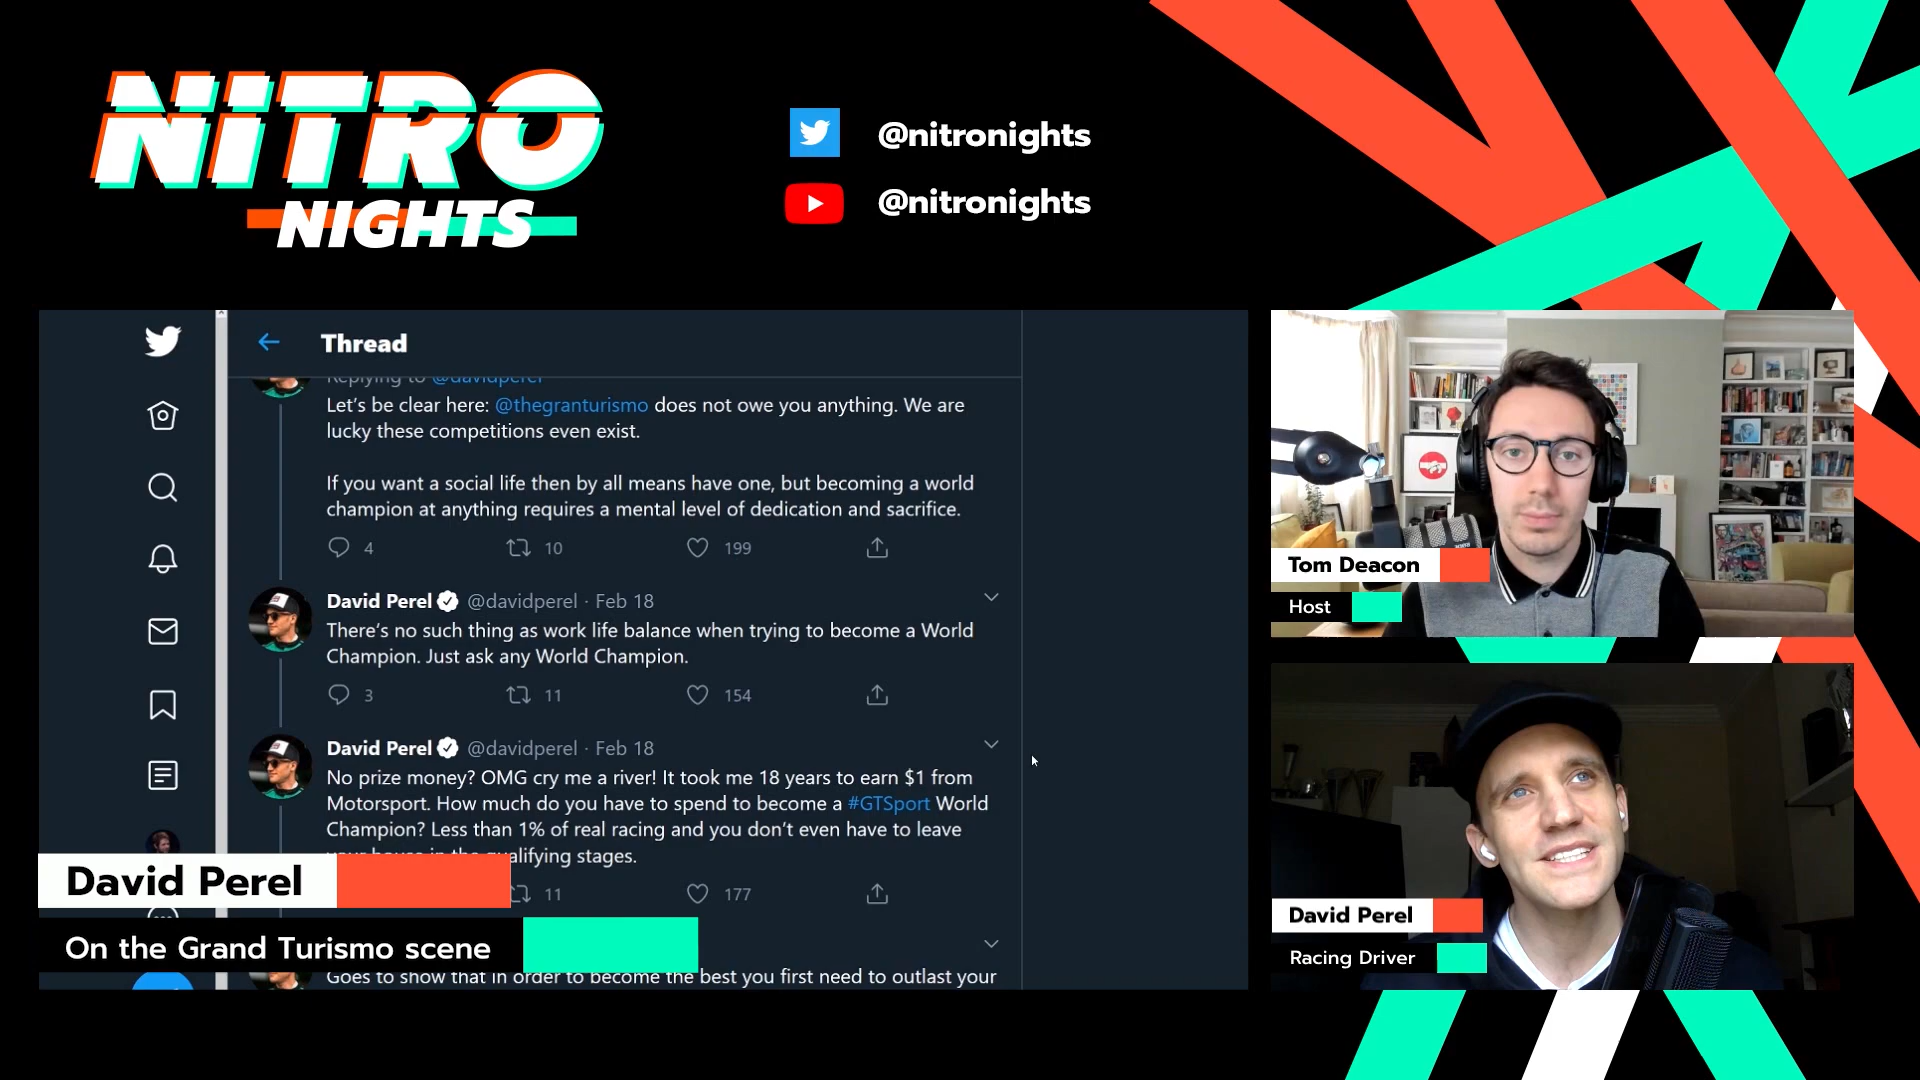 NiTRO
NIGHTS
@nitronights
@nitronights
Thread
Replying to @davidperel
Let's be clear here: @thegranturismo does not owe you anything. We are
lucky these competitions even exist.
If you want a social life then by all means have one, but becoming a world
champion at anything requires a mental level of dedication and sacrifice.
4 10 199
David Perel @davidperel · Feb 18
There's no such thing as work life balance when trying to become a World
Champion. Just ask any World Champion.
3 11 154
David Perel @davidperel · Feb 18
No prize money? OMG cry me a river! It took me 18 years to earn $1 from
Motorsport. How much do you have to spend to become a #GTSport World
Champion? Less than 1% of real racing and you don't even have to leave
your house in the qualifying stages.
11 177
Goes to show that in order to become the best you first need to outlast your
David Perel
On the Grand Turismo scene
Tom Deacon
Host
David Perel
Racing Driver